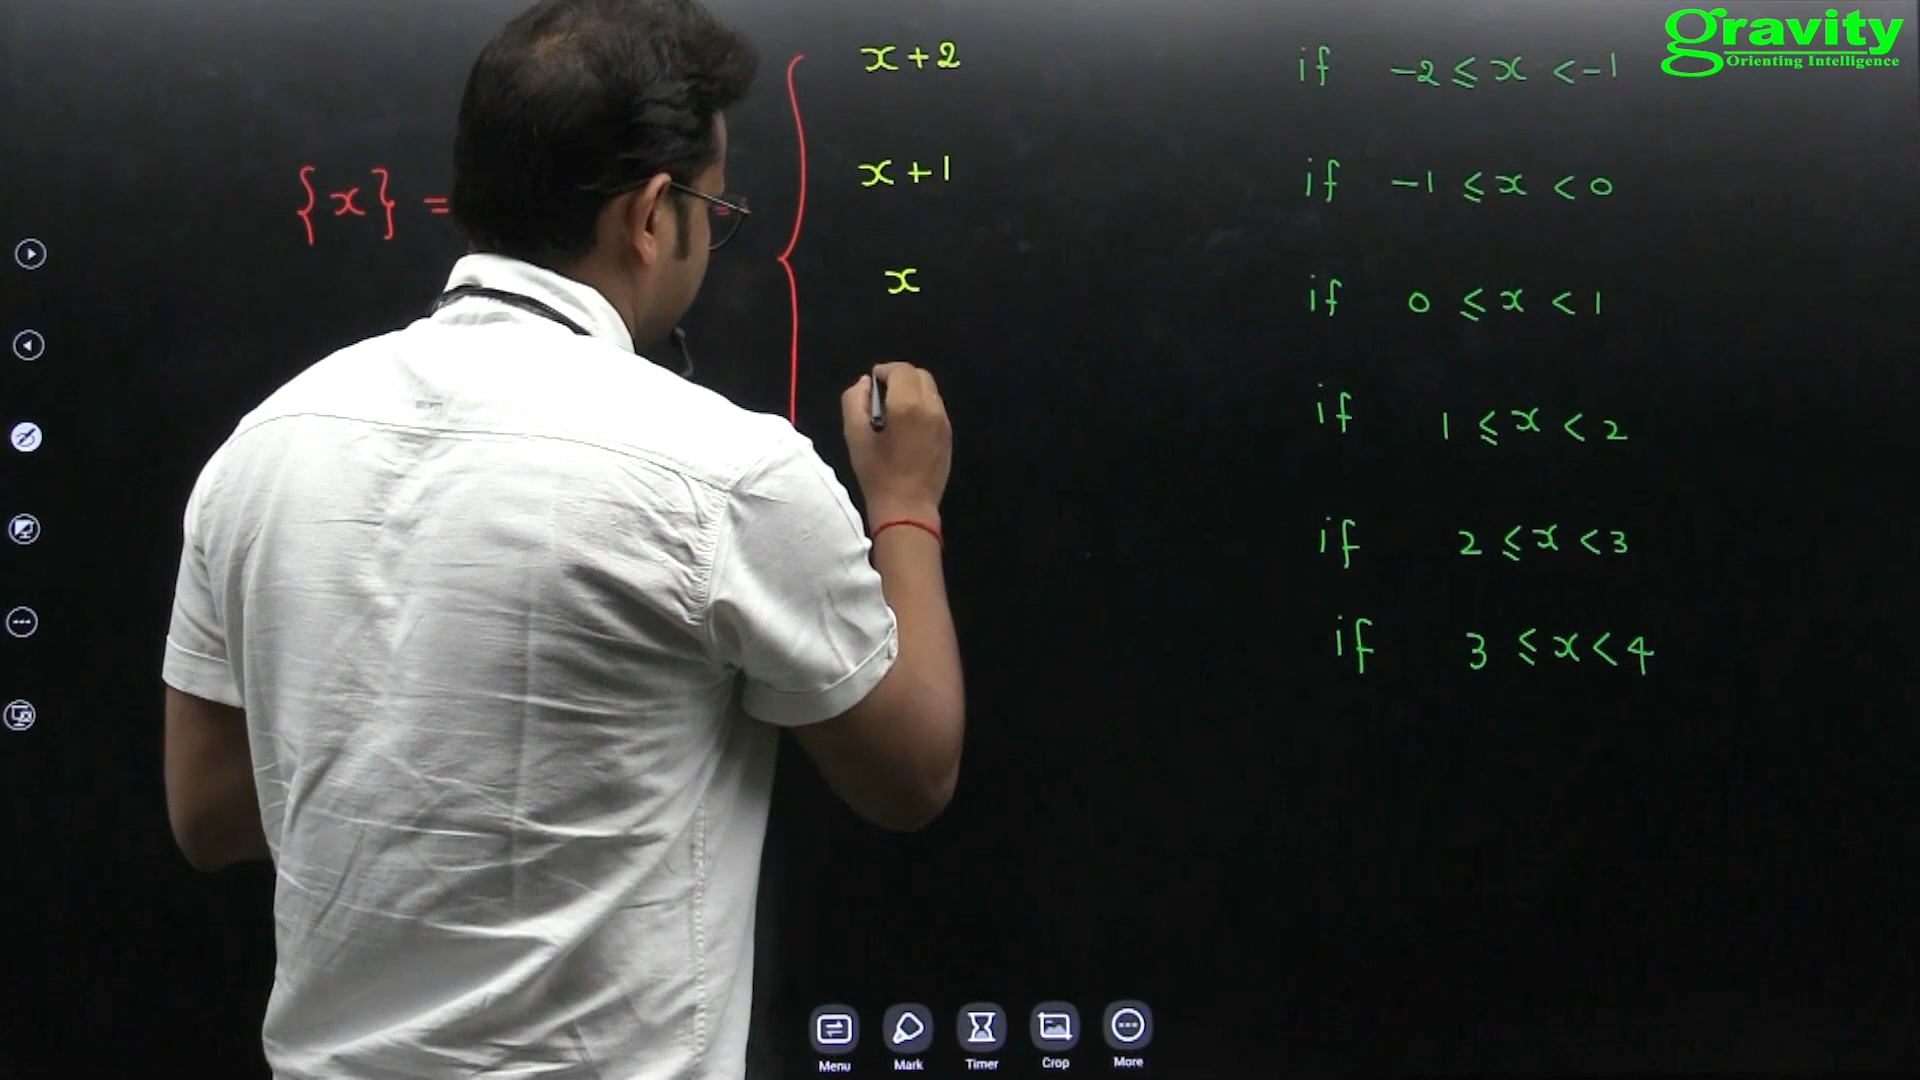 gravity
Orienting Intelligence
x+2 if -2 ≤ x < -1
x+1 if -1 ≤ x < 0
{x} = =
x if 0 ≤ x < 1
if 1 ≤ x < 2
if 2 ≤ x < 3
if 3 ≤ x < 4
Menu Mark Timer Crop More